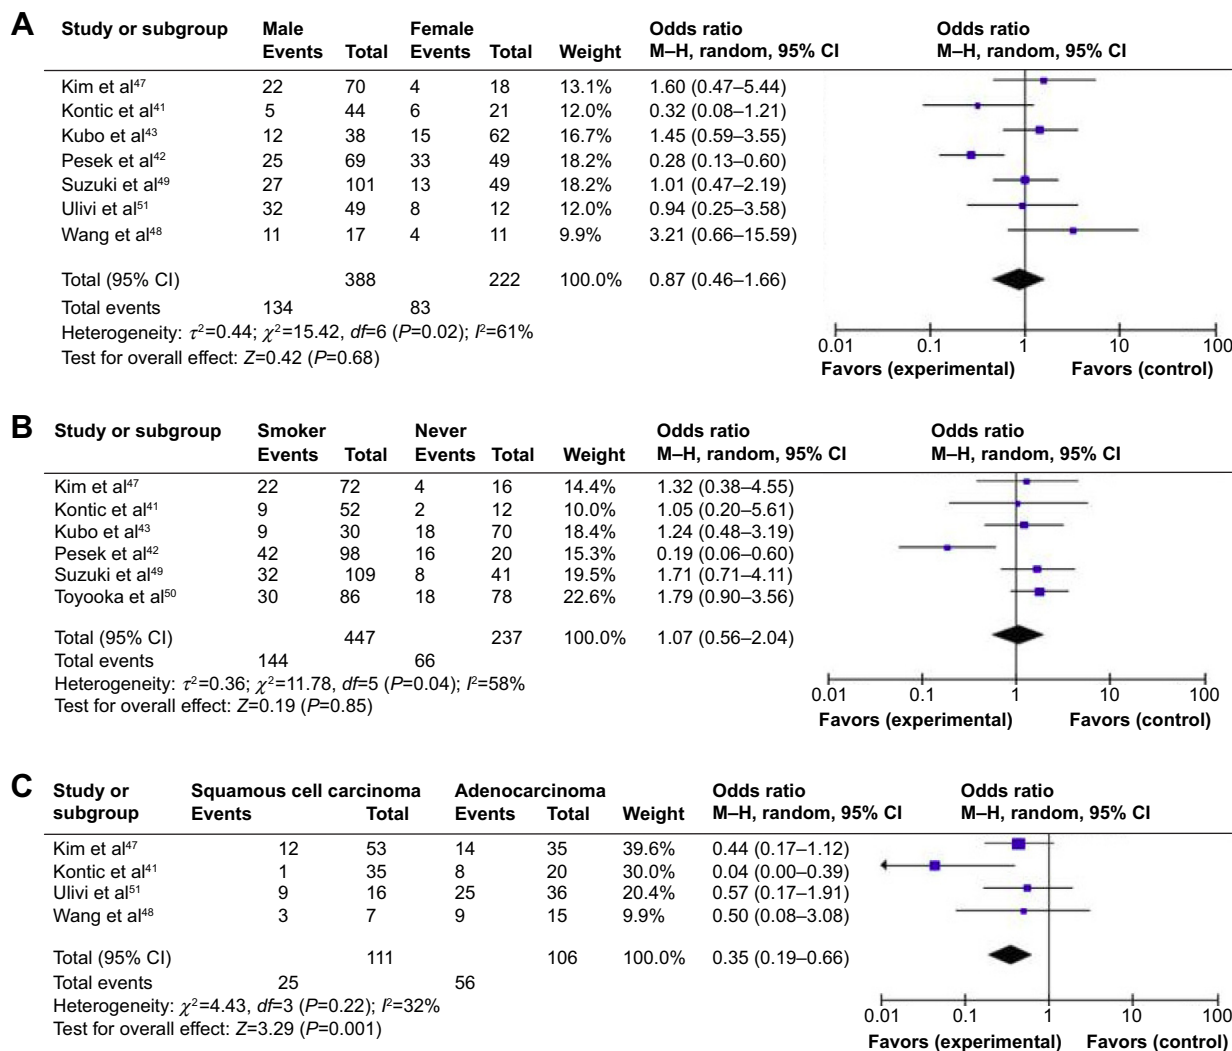 A
Study or subgroup Male Female Odds ratio Odds ratio
Events Total Events Total Weight M–H, random, 95% CI M–H, random, 95% CI
Kim et al47 22 70 4 18 13.1% 1.60 (0.47–5.44)
Kontic et al41 5 44 6 21 12.0% 0.32 (0.08–1.21)
Kubo et al43 12 38 15 62 16.7% 1.45 (0.59–3.55)
Pesek et al42 25 69 33 49 18.2% 0.28 (0.13–0.60)
Suzuki et al49 27 101 13 49 18.2% 1.01 (0.47–2.19)
Ulivi et al51 32 49 8 12 12.0% 0.94 (0.25–3.58)
Wang et al48 11 17 4 11 9.9% 3.21 (0.66–15.59)
Total (95% CI) 388 222 100.0% 0.87 (0.46–1.66)
Total events 134 83
Heterogeneity: τ²=0.44; χ²=15.42, df=6 (P=0.02); I²=61%
Test for overall effect: Z=0.42 (P=0.68)
0.01 0.1 1 10 100
Favors (experimental) Favors (control)
B
Study or subgroup Smoker Never Odds ratio Odds ratio
Events Total Events Total Weight M–H, random, 95% CI M–H, random, 95% CI
Kim et al47 22 72 4 16 14.4% 1.32 (0.38–4.55)
Kontic et al41 9 52 2 12 10.0% 1.05 (0.20–5.61)
Kubo et al43 9 30 18 70 18.4% 1.24 (0.48–3.19)
Pesek et al42 42 98 16 20 15.3% 0.19 (0.06–0.60)
Suzuki et al49 32 109 8 41 19.5% 1.71 (0.71–4.11)
Toyooka et al50 30 86 18 78 22.6% 1.79 (0.90–3.56)
Total (95% CI) 447 237 100.0% 1.07 (0.56–2.04)
Total events 144 66
Heterogeneity: τ²=0.36; χ²=11.78, df=5 (P=0.04); I²=58%
Test for overall effect: Z=0.19 (P=0.85)
0.01 0.1 1 10 100
Favors (experimental) Favors (control)
C
Study or Squamous cell carcinoma Adenocarcinoma Odds ratio Odds ratio
subgroup Events Total Events Total Weight M–H, random, 95% CI M–H, random, 95% CI
Kim et al47 12 53 14 35 39.6% 0.44 (0.17–1.12)
Kontic et al41 1 35 8 20 30.0% 0.04 (0.00–0.39)
Ulivi et al51 9 16 25 36 20.4% 0.57 (0.17–1.91)
Wang et al48 3 7 9 15 9.9% 0.50 (0.08–3.08)
Total (95% CI) 111 106 100.0% 0.35 (0.19–0.66)
Total events 25 56
Heterogeneity: χ²=4.43, df=3 (P=0.22); I²=32%
Test for overall effect: Z=3.29 (P=0.001)
0.01 0.1 1 10 100
Favors (experimental) Favors (control)